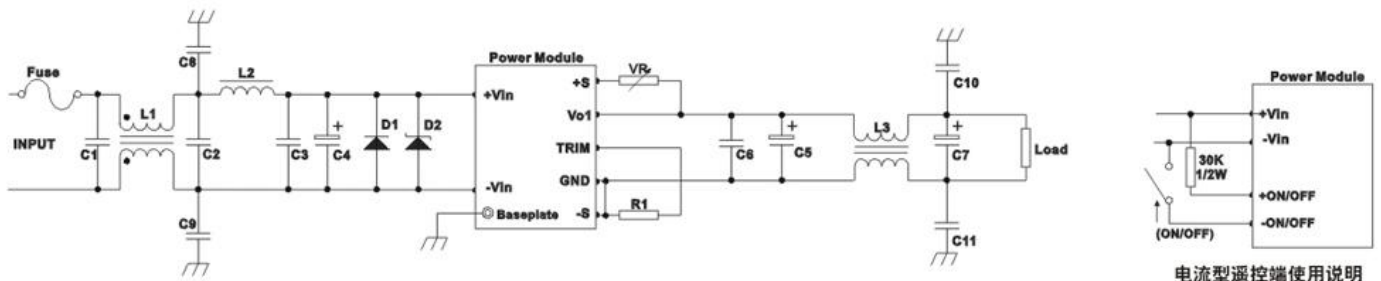 C8
Fuse
L2
L1
INPUT
C1
C2
C3
+
C4
D1
D2
C9
Power Module
+Vin
-Vin
Baseplate
+S
Vo1
TRIM
GND
-S
VR
R1
C6
+
C5
L3
C10
+
C7
C11
Load
Power Module
+Vin
-Vin
30K
1/2W
+ON/OFF
-ON/OFF
(ON/OFF)
电流型遥控端使用说明